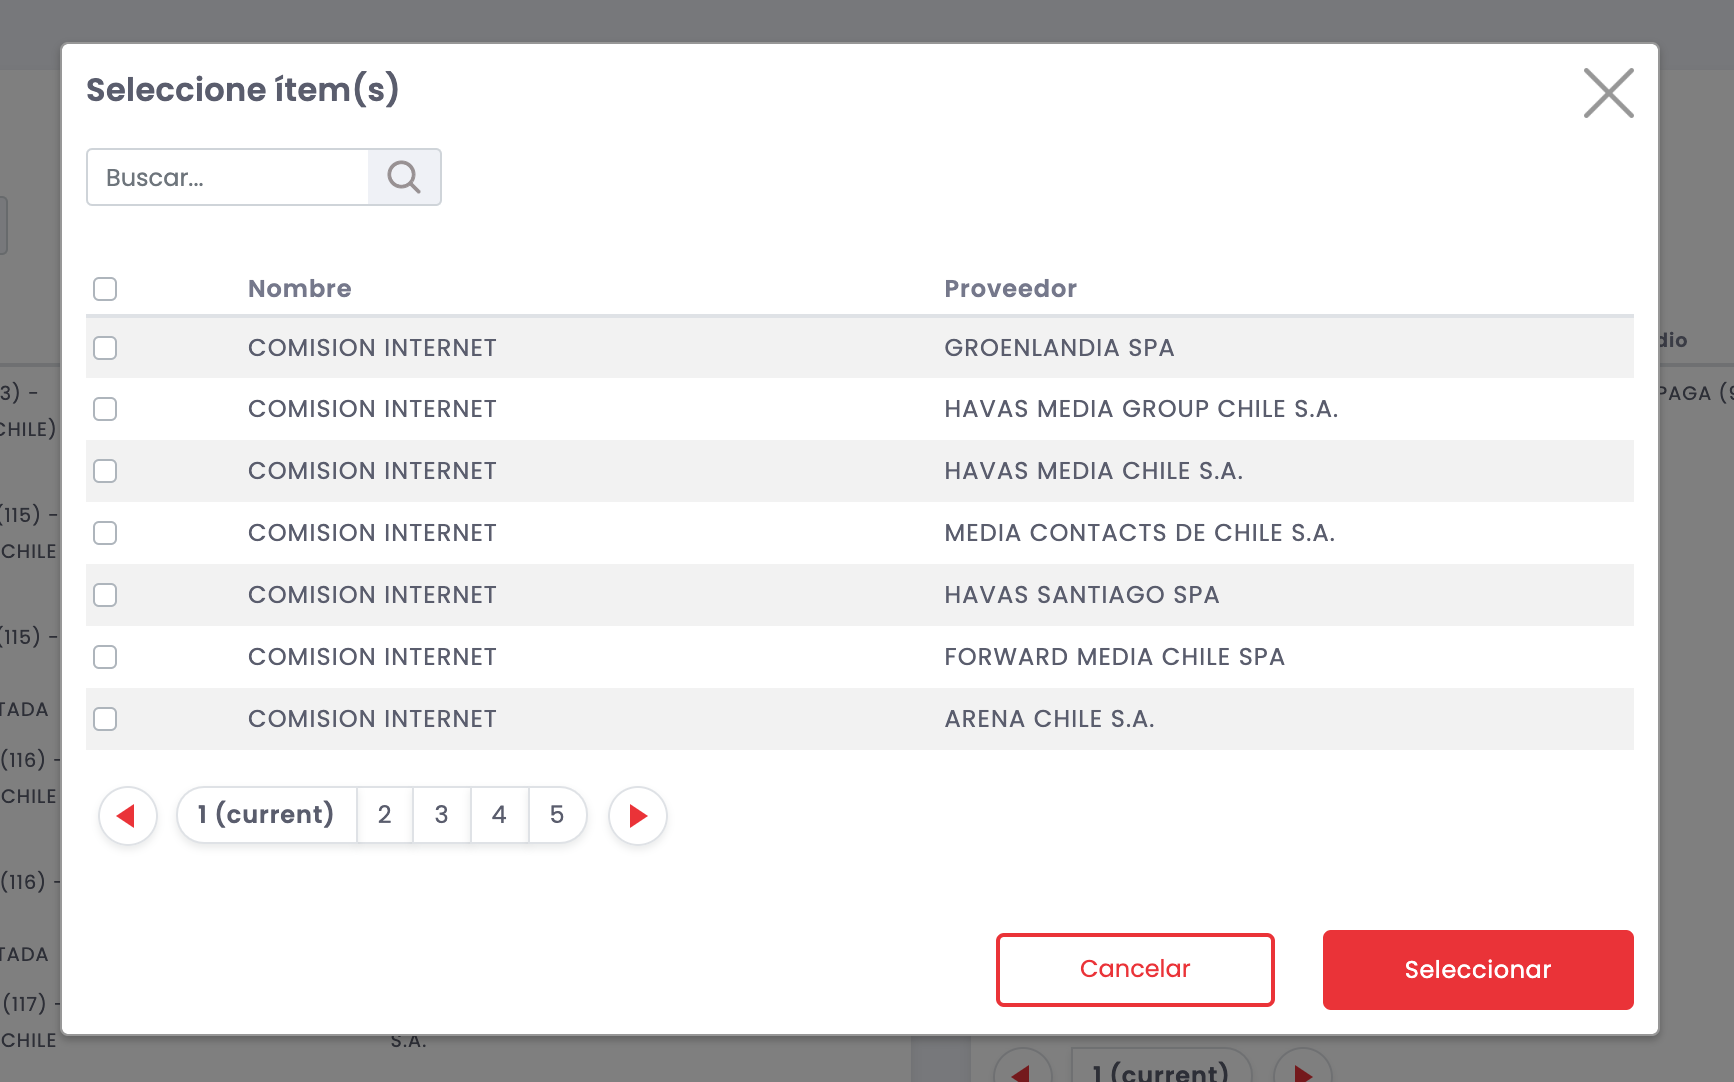 Seleccione ítem(s)
Buscar...
Nombre Proveedor
COMISION INTERNET GROENLANDIA SPA
COMISION INTERNET HAVAS MEDIA GROUP CHILE S.A.
COMISION INTERNET HAVAS MEDIA CHILE S.A.
COMISION INTERNET MEDIA CONTACTS DE CHILE S.A.
COMISION INTERNET HAVAS SANTIAGO SPA
COMISION INTERNET FORWARD MEDIA CHILE SPA
COMISION INTERNET ARENA CHILE S.A.
1 (current) 2 3 4 5
Cancelar Seleccionar
3) -
CHILE)
(115) -
CHILE
(115) -
TADA
(116) -
CHILE
(116) -
TADA
(117) -
CHILE
S.A.
dio
PAGA (9
1 (current)